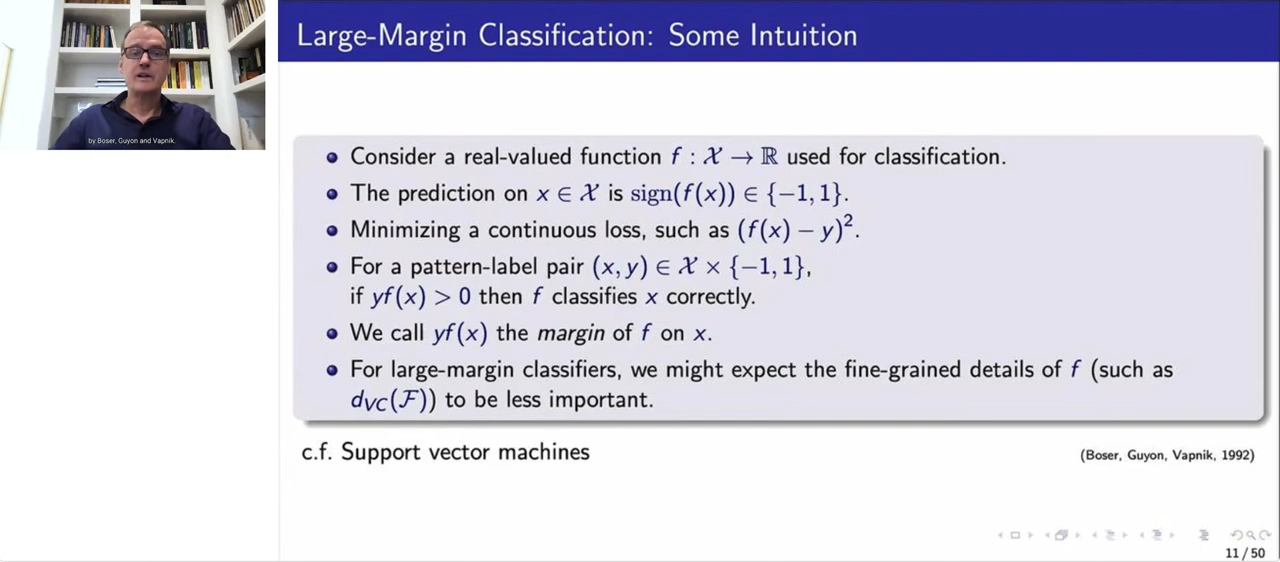 Large-Margin Classification: Some Intuition
by Boser, Guyon and Vapnik.
Consider a real-valued function f : 𝒳 → ℝ used for classification.
The prediction on x ∈ 𝒳 is sign(f(x)) ∈ {−1, 1}.
Minimizing a continuous loss, such as (f(x) − y)².
For a pattern-label pair (x, y) ∈ 𝒳 × {−1, 1},
if yf(x) > 0 then f classifies x correctly.
We call yf(x) the margin of f on x.
For large-margin classifiers, we might expect the fine-grained details of f (such as
d_VC(ℱ)) to be less important.
c.f. Support vector machines
(Boser, Guyon, Vapnik, 1992)
11 / 50